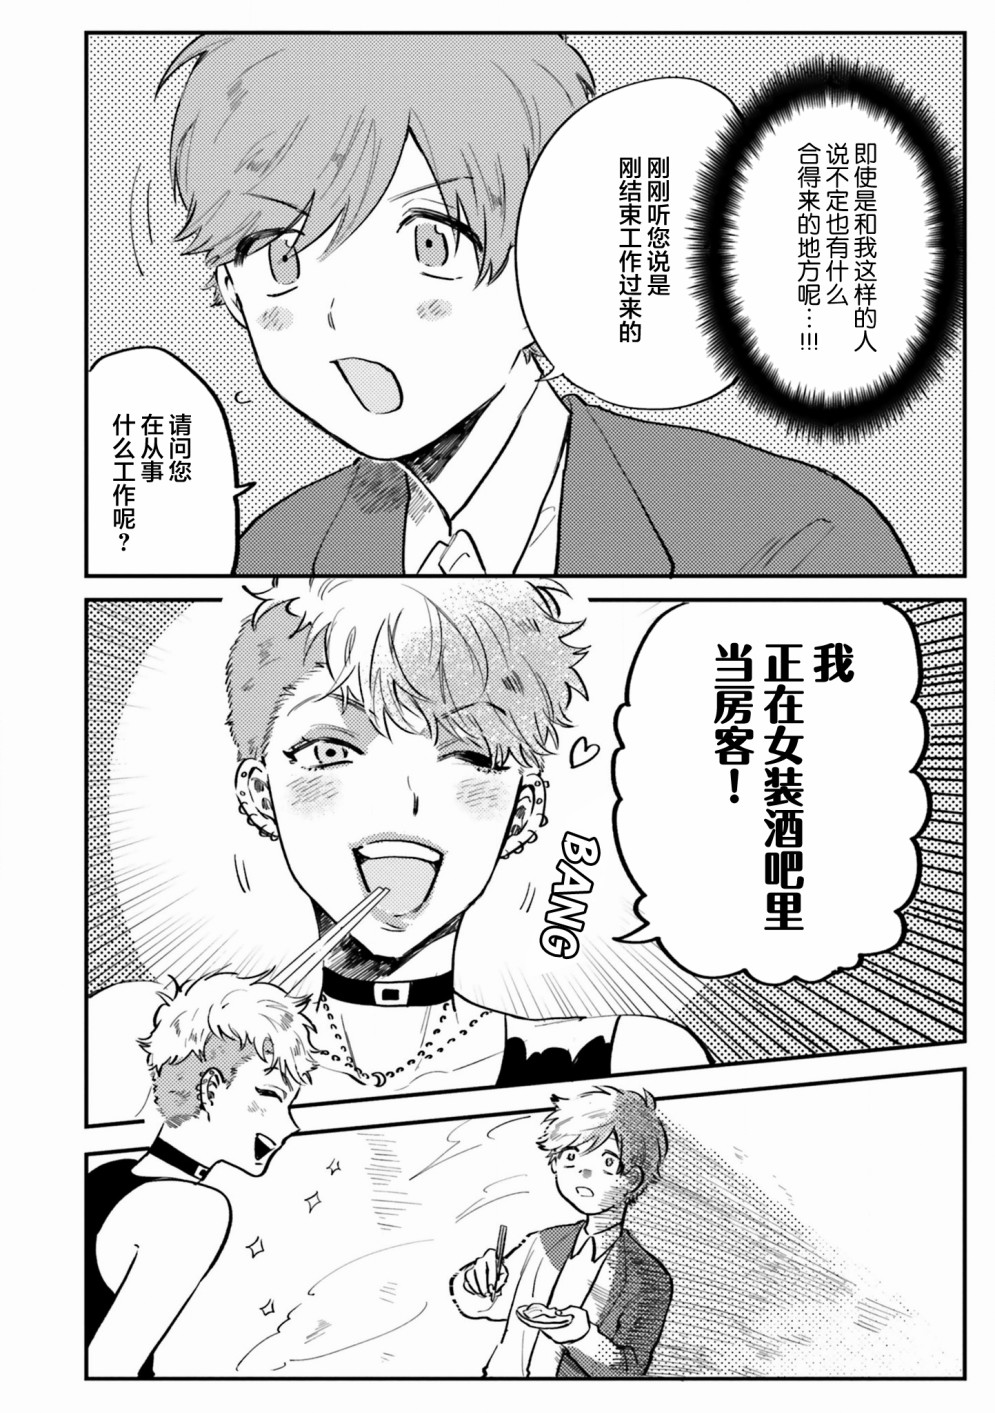 即使是和我这样的人
说不定也有什么
合得来的地方呢…!!!
刚刚听您说是
刚结束工作过来的
请问您
在从事
什么工作呢？
我
正在女装酒吧里
当房客！
BANG